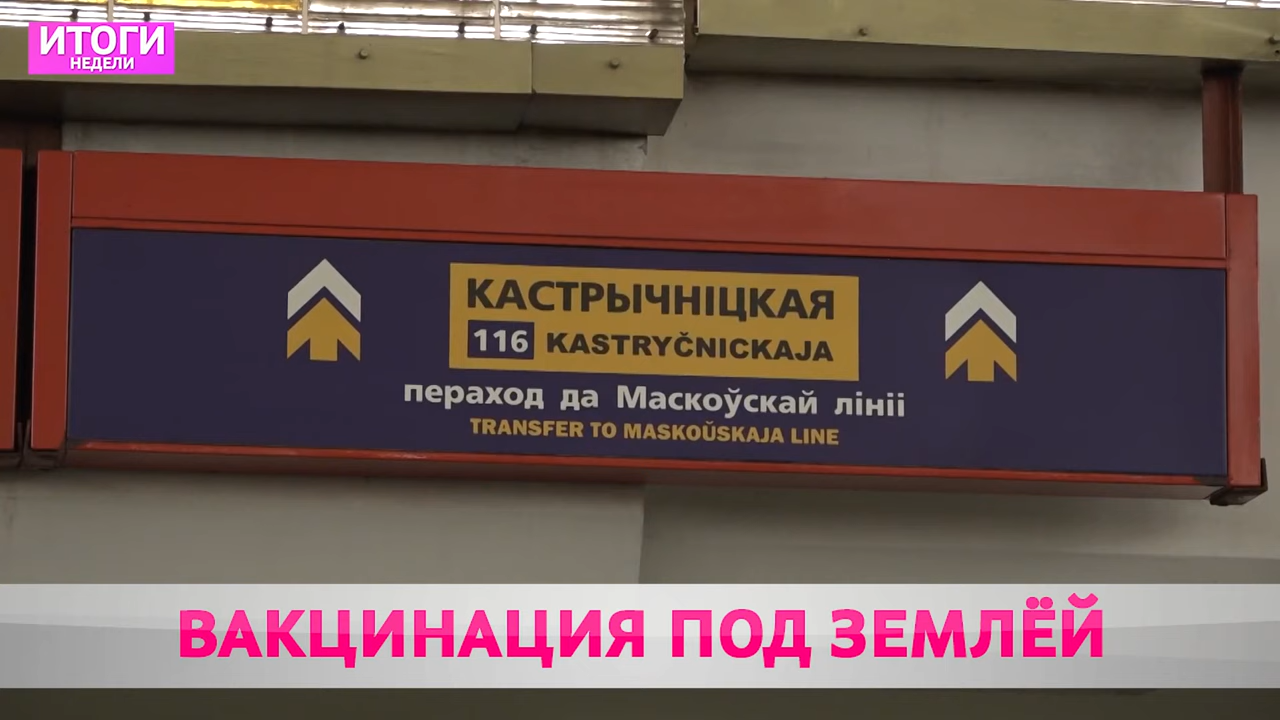 ИТОГИ
НЕДЕЛИ
КАСТРЫЧНІЦКАЯ
116 KASTRYČNICKAJA
пераход да Маскоўскай лініі
TRANSFER TO MASKOŬSKAJA LINE
ВАКЦИНАЦИЯ ПОД ЗЕМЛЁЙ